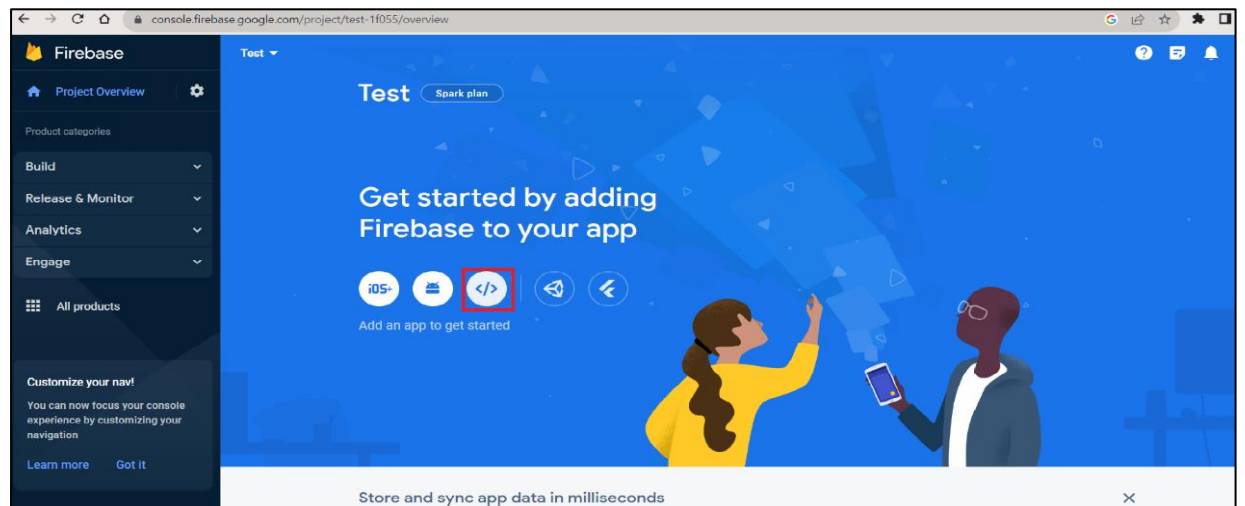 console.firebase.google.com/project/test-1f055/overview
Firebase
Test
Project Overview
Test
Spark plan
Product categories
Build
Release & Monitor
Analytics
Engage
Get started by adding
Firebase to your app
iOS+
</>
All products
Add an app to get started
Customize your nav!
You can now focus your console
experience by customizing your
navigation
Learn more Got it
Store and sync app data in milliseconds